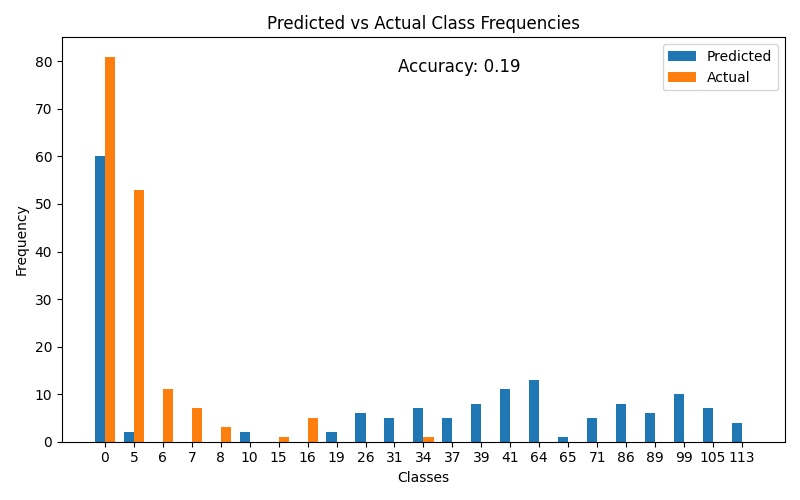 Predicted vs Actual Class Frequencies
Accuracy: 0.19
Predicted
Actual
Frequency
80
70
60
50
40
30
20
10
0
0 5 6 7 8 10 15 16 19 26 31 34 37 39 41 64 65 71 86 89 99 105 113
Classes